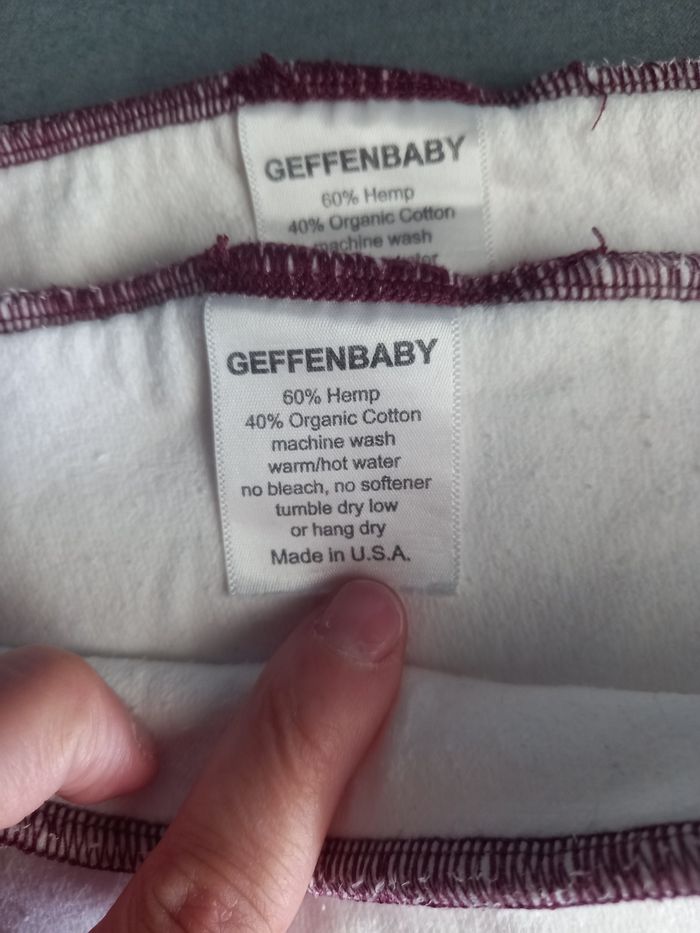 GEFFENBABY
60% Hemp
40% Organic Cotton
machine wash
GEFFENBABY
60% Hemp
40% Organic Cotton
machine wash
warm/hot water
no bleach, no softener
tumble dry low
or hang dry
Made in U.S.A.